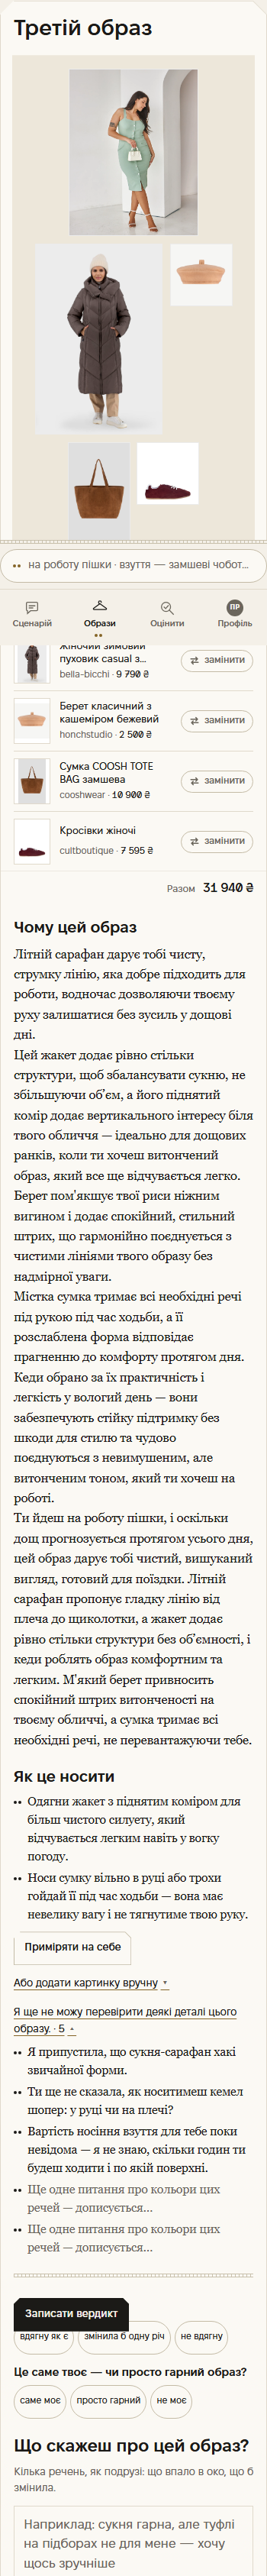 Третій образ
на роботу пішки · взуття — замшеві чобот...
Сценарій
Образи
Оцінити
ПР
Профіль
жіночий зимовий
пуховик casual з...
bella-bicchi · 9 790 ₴
замінити
Берет класичний з
кашеміром бежевий
honchstudio · 2 500 ₴
замінити
Сумка COOSH TOTE
BAG замшева
cooshwear · 10 900 ₴
замінити
Кросівки жіночі
cultboutique · 7 595 ₴
замінити
Разом 31 940 ₴
Чому цей образ
Літній сарафан дарує тобі чисту,
струмку лінію, яка добре підходить для
роботи, водночас дозволяючи твоєму
руху залишатися без зусиль у дощові
дні.
Цей жакет додає рівно стільки
структури, щоб збалансувати сукню, не
збільшуючи об’єм, а його піднятий
комір додає вертикального інтересу біля
твого обличчя — ідеально для дощових
ранків, коли ти хочеш витончений
образ, який все ще відчувається легко.
Берет пом’якшує твої риси ніжним
вигином і додає спокійний, стильний
штрих, що гармонійно поєднується з
чистими лініями твого образу без
надмірної уваги.
Містка сумка тримає всі необхідні речі
під рукою під час ходьби, а її
розслаблена форма відповідає
прагненню до комфорту протягом дня.
Кеди обрано за їх практичність і
легкість у вологий день — вони
забезпечують стійку підтримку без
шкоди для стилю та чудово
поєднуються з невимушеним, але
витонченим тоном, який ти хочеш на
роботі.
Ти йдеш на роботу пішки, і оскільки
дощ прогнозується протягом усього дня,
цей образ дарує тобі чистий, вишуканий
вигляд, готовий для поїздки. Літній
сарафан пропонує гладку лінію від
плеча до щиколотки, а жакет додає
рівно стільки структури без об’ємності, і
кеди роблять образ комфортним та
легким. М’який берет привносить
спокійний штрих витонченості на
твоєму обличчі, а сумка тримає всі
необхідні речі, не перевантажуючи тебе.
Як це носити
Одягни жакет з піднятим коміром для
більш чистого силуету, який
відчувається легким навіть у вогку
погоду.
Носи сумку вільно в руці або трохи
гойдай її під час ходьби — вона має
невелику вагу і не тягнутиме твою руку.
Приміряти на себе
Або додати картинку вручну
Я ще не можу перевірити деякі деталі цього
образу. · 5
Я припустила, що сукня-сарафан хакі
звичайної форми.
Ти ще не сказала, як носитимеш кемел
шопер: у руці чи на плечі?
Вартість носіння взуття для тебе поки
невідома — я не знаю, скільки годин ти
будеш ходити і по якій поверхні.
Ще одне питання про кольори цих
речей — дописується...
Ще одне питання про кольори цих
речей — дописується...
Записати вердикт
вдягну як є
змінила б одну річ
не вдягну
Це саме твоє — чи просто гарний образ?
саме моє
просто гарний
не моє
Що скажеш про цей образ?
Кілька речень, як подрузі: що впало в око, що б
змінила.
Наприклад: сукня гарна, але туфлі
на підборах не для мене — хочу
щось зручніше